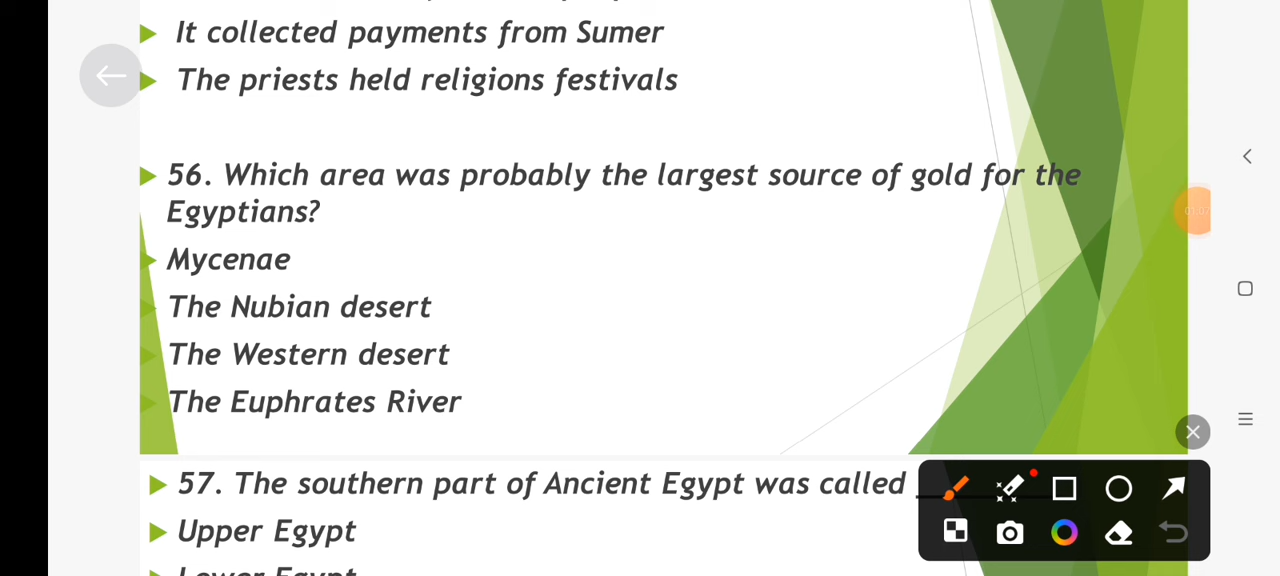 It collected payments from Sumer
The priests held religions festivals
56. Which area was probably the largest source of gold for the
Egyptians?
Mycenae
The Nubian desert
The Western desert
The Euphrates River
57. The southern part of Ancient Egypt was called
Upper Egypt
Lower Egypt